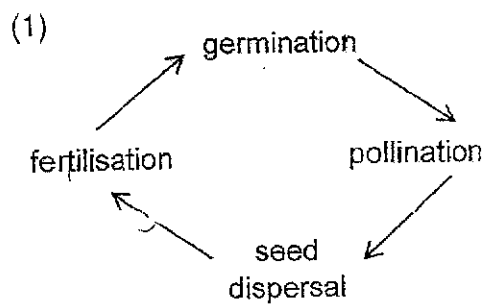 (1)
germination
fertilisation
pollination
seed
dispersal